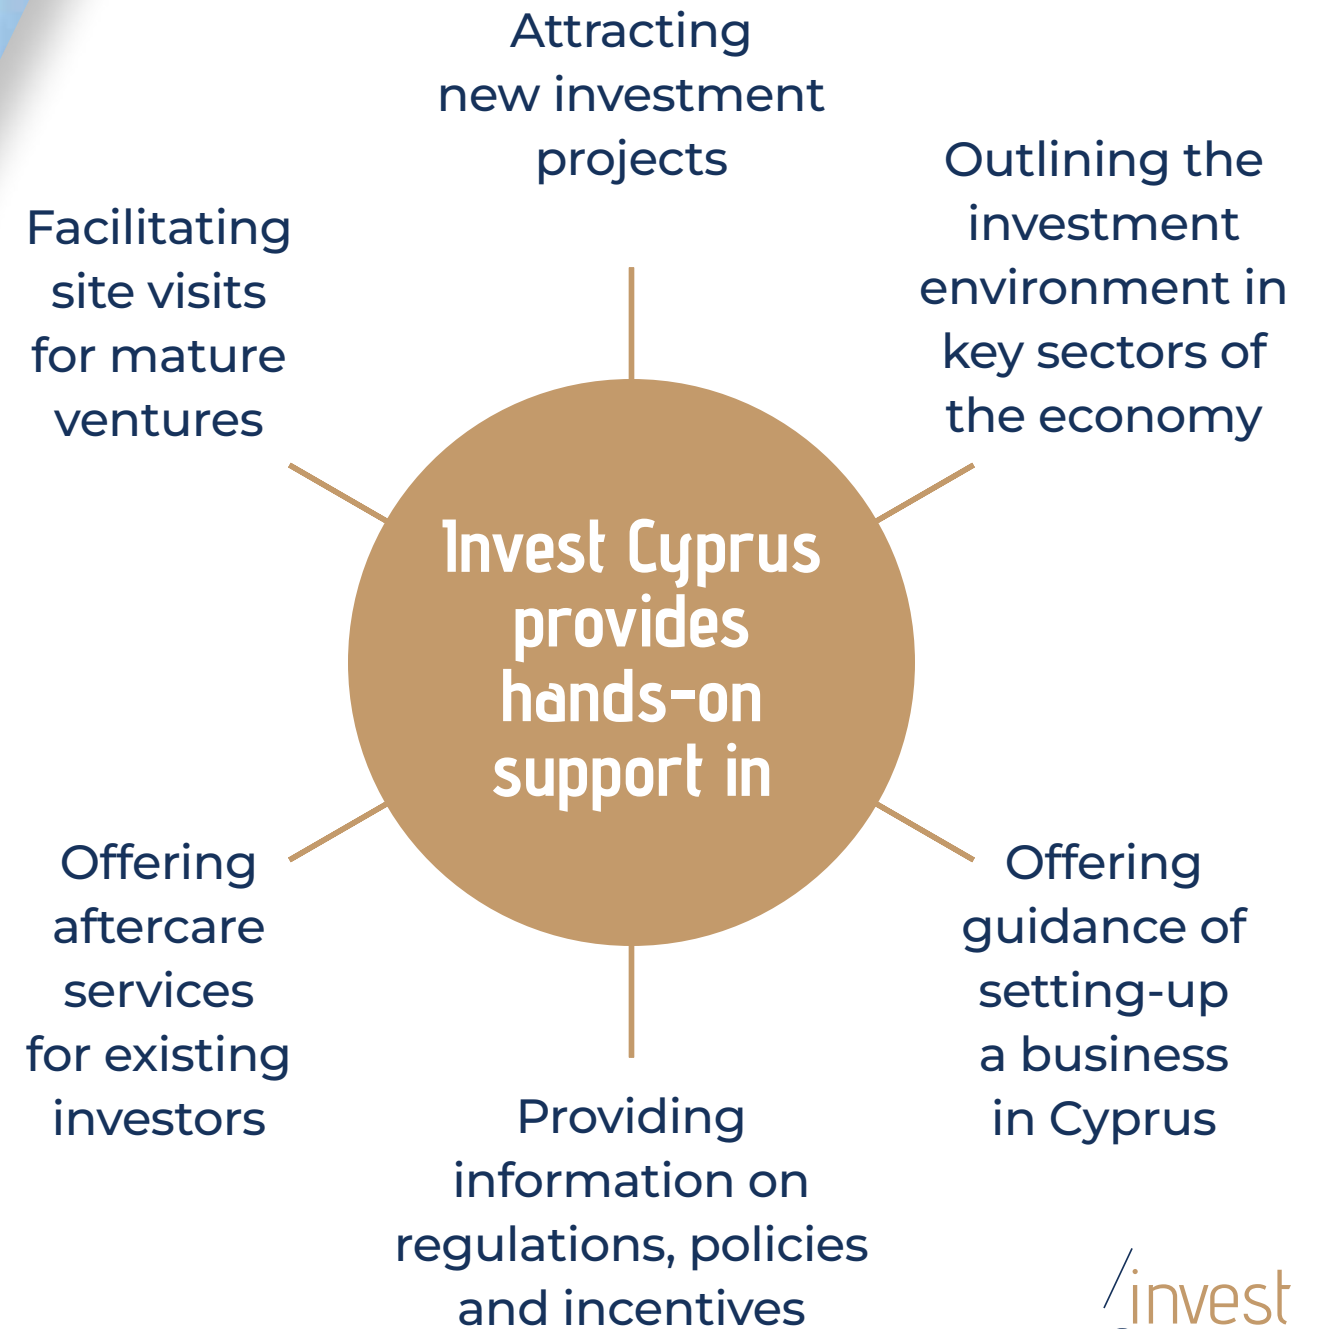 Attracting
new investment
projects
Outlining the
investment
environment in
key sectors of
the economy
Facilitating
site visits
for mature
ventures
Invest Cyprus
provides
hands-on
support in
Offering
aftercare
services
for existing
investors
Offering
guidance of
setting-up
a business
in Cyprus
Providing
information on
regulations, policies
and incentives
invest